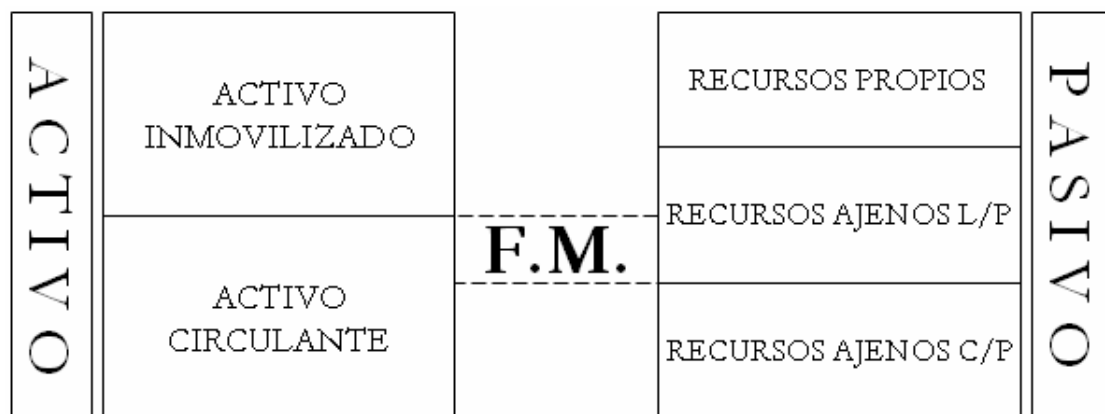 ACTIVO
ACTIVO
INMOVILIZADO
ACTIVO
CIRCULANTE
F.M.
RECURSOS PROPIOS
RECURSOS AJENOS L/P
RECURSOS AJENOS C/P
PASIVO